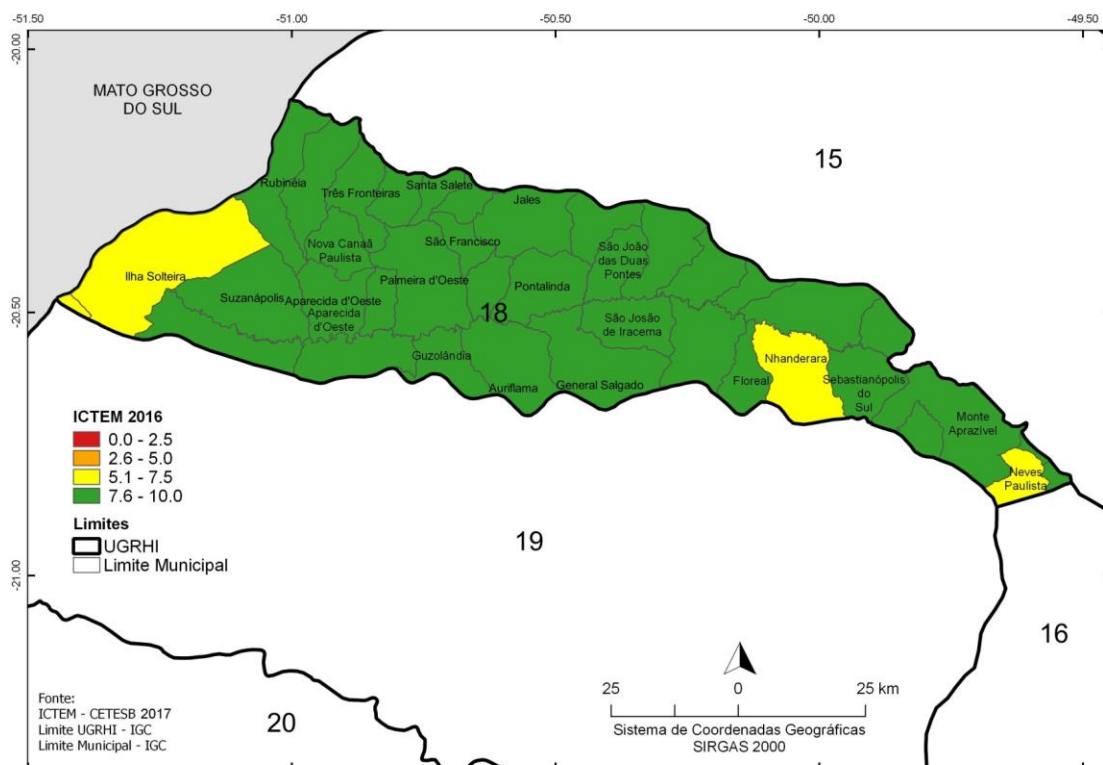 -51.50
-51.00
-50.50
-50.00
-49.50
-20.00
-20.50
-21.00
MATO GROSSO
DO SUL
15
Rubinéia
Três Fronteiras
Santa Salete
Jales
Nova Canaã
Paulista
São Francisco
São João
das Duas
Pontes
Ilha Solteira
Suzanápolis
Aparecida d'Oeste
Aparecida
d'Oeste
Palmeira d'Oeste
Pontalinda
18
São Josão
de Iracema
Guzolândia
Auriflama
General Salgado
Floreal
Nhanderara
Sebastianópolis
do
Sul
Monte
Aprazível
Neves
Paulista
ICTEM 2016
0.0 - 2.5
2.6 - 5.0
5.1 - 7.5
7.6 - 10.0
Limites
UGRHI
Limite Municipal
19
16
20
Fonte:
ICTEM - CETESB 2017
Limite UGRHI - IGC
Limite Municipal - IGC
25 0 25 km
Sistema de Coordenadas Geográficas
SIRGAS 2000